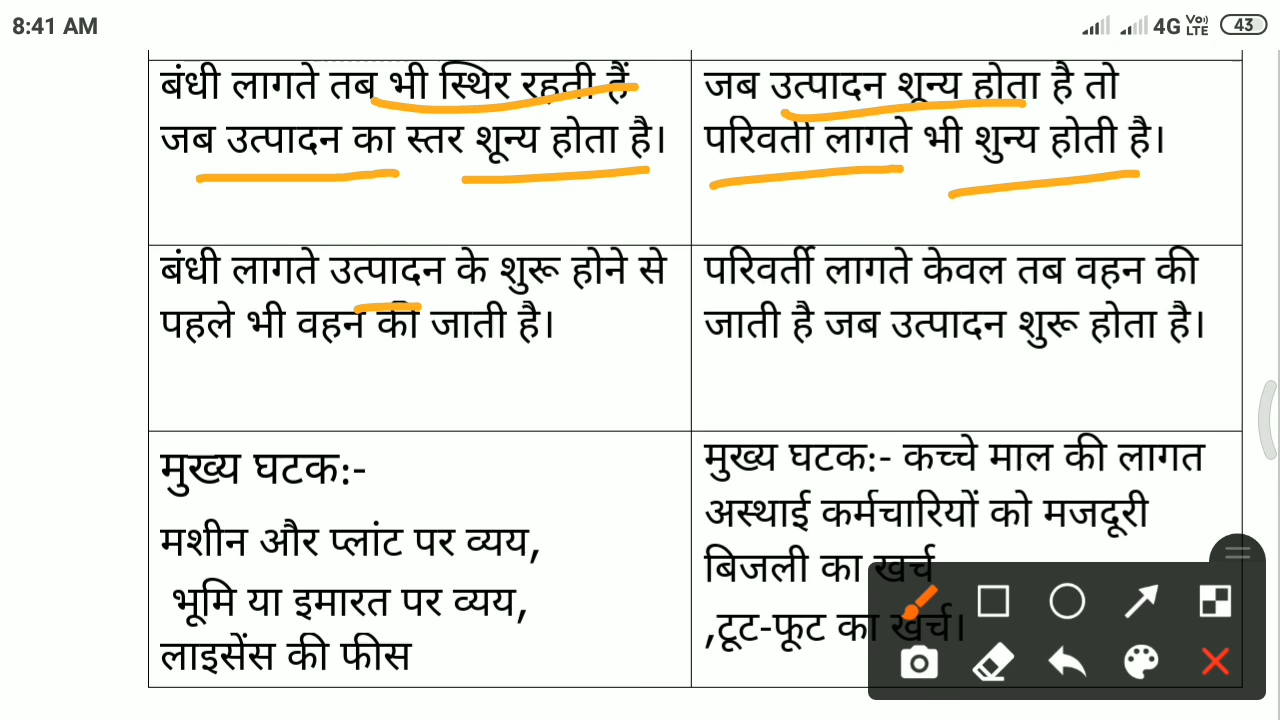 8:41 AM
4G Vo)) LTE 43
बंधी लागते तब भी स्थिर रहती हैं
जब उत्पादन का स्तर शून्य होता है।
जब उत्पादन शून्य होता है तो
परिवर्ती लागते भी शुन्य होती है।
बंधी लागते उत्पादन के शुरू होने से
पहले भी वहन की जाती है।
परिवर्ती लागते केवल तब वहन की
जाती है जब उत्पादन शुरू होता है।
मुख्य घटक:-
मशीन और प्लांट पर व्यय,
भूमि या इमारत पर व्यय,
लाइसेंस की फीस
मुख्य घटक:- कच्चे माल की लागत
अस्थाई कर्मचारियों को मजदूरी
बिजली का खर्च
,टूट-फूट का खर्च।